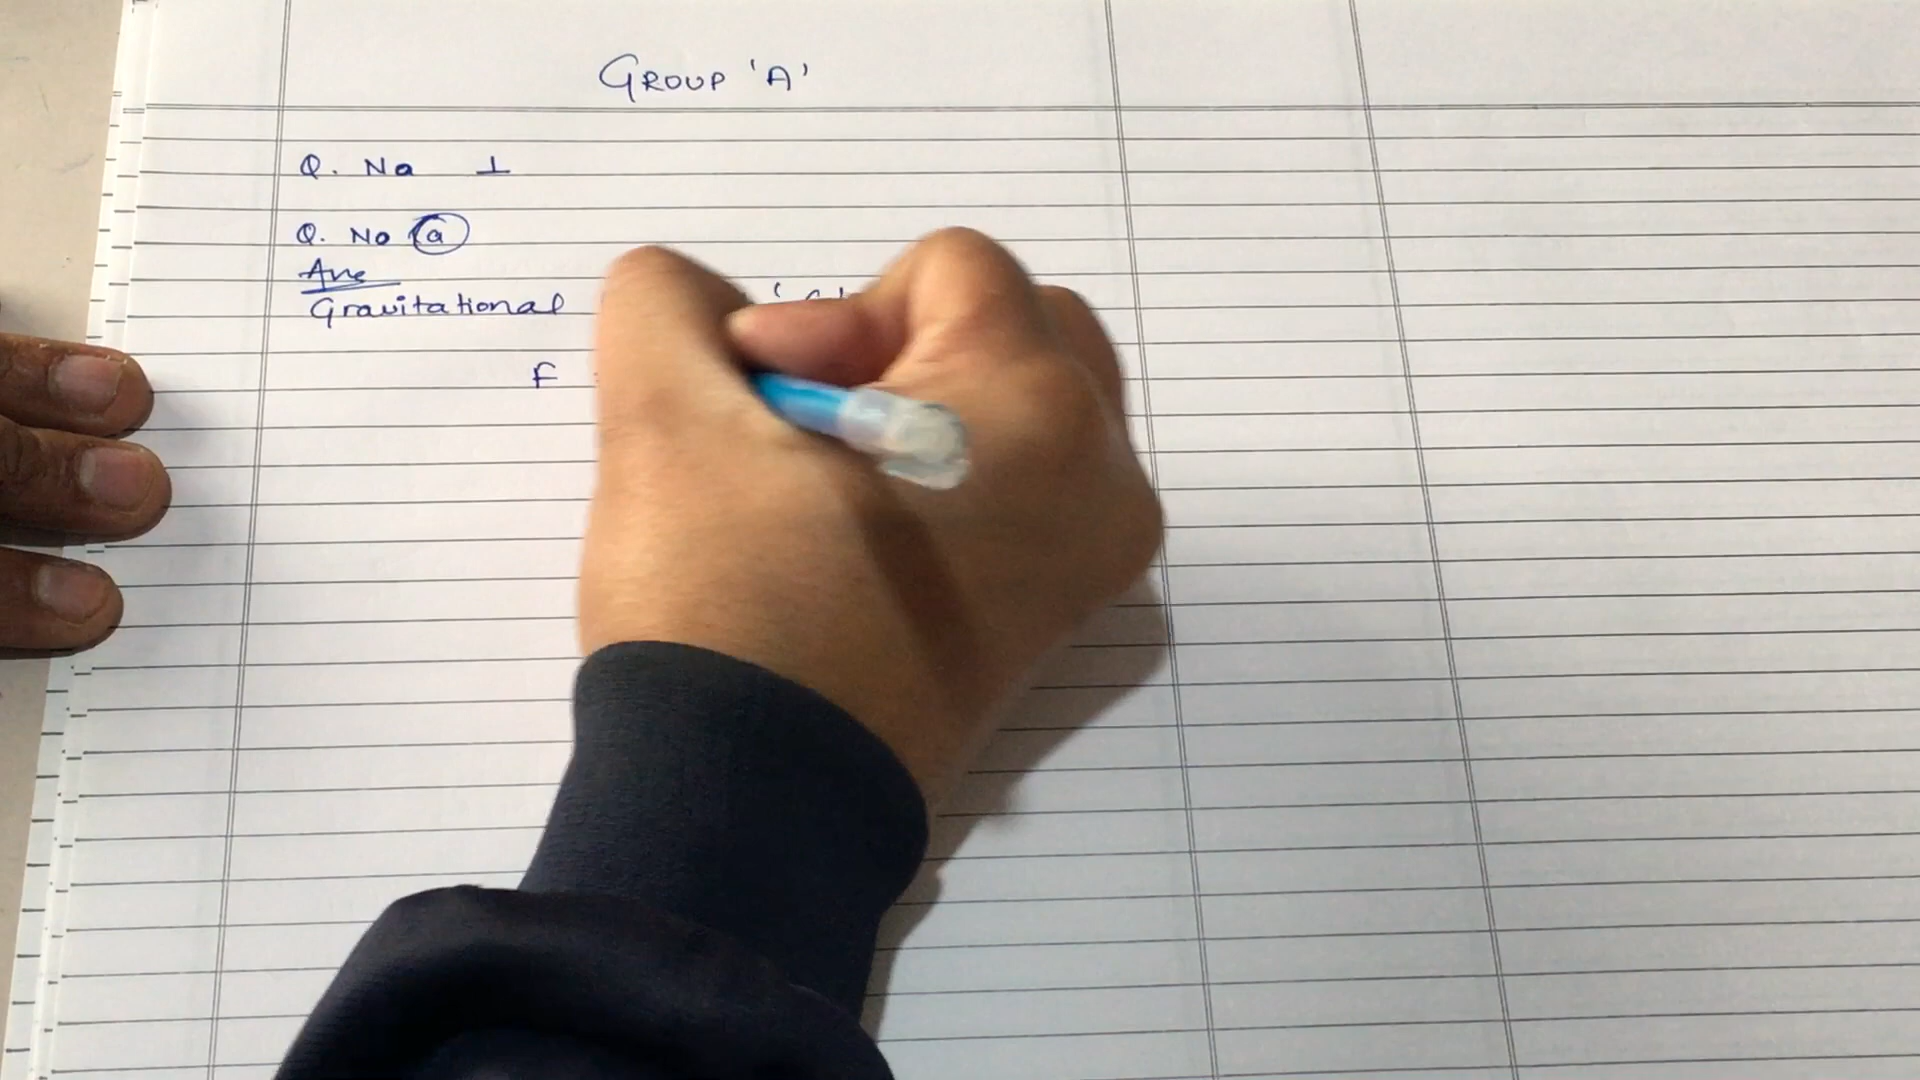 GROUP 'A'
Q. No 1
Q. No (a)
Ans
Gravitational
F